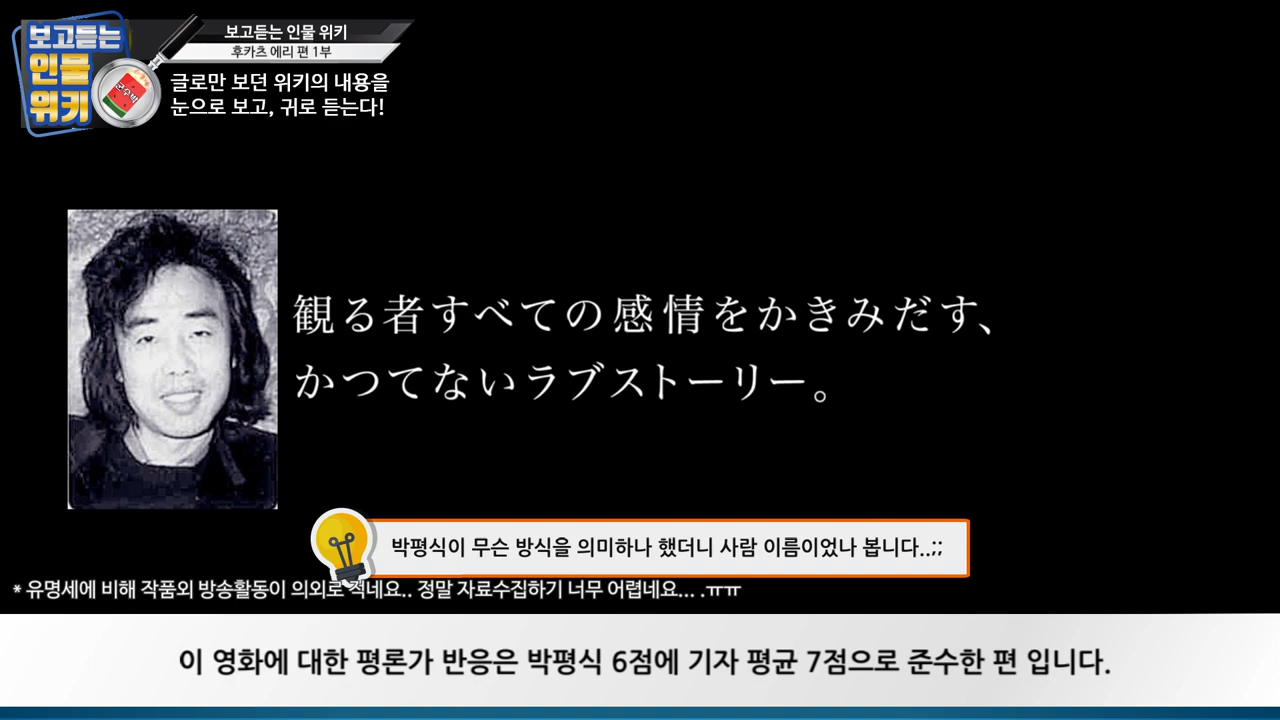 보고듣는
인물
위키
군수박
보고듣는 인물 위키
후카츠 에리 편 1부
글로만 보던 위키의 내용을
눈으로 보고, 귀로 듣는다!
観る者すべての感情をかきみだす、
かつてないラブストーリー。
박평식이 무슨 방식을 의미하나 했더니 사람 이름이었나 봅니다..;;
* 유명세에 비해 작품외 방송활동이 의외로 적네요.. 정말 자료수집하기 너무 어렵네요... .ㅠㅠ
이 영화에 대한 평론가 반응은 박평식 6점에 기자 평균 7점으로 준수한 편 입니다.